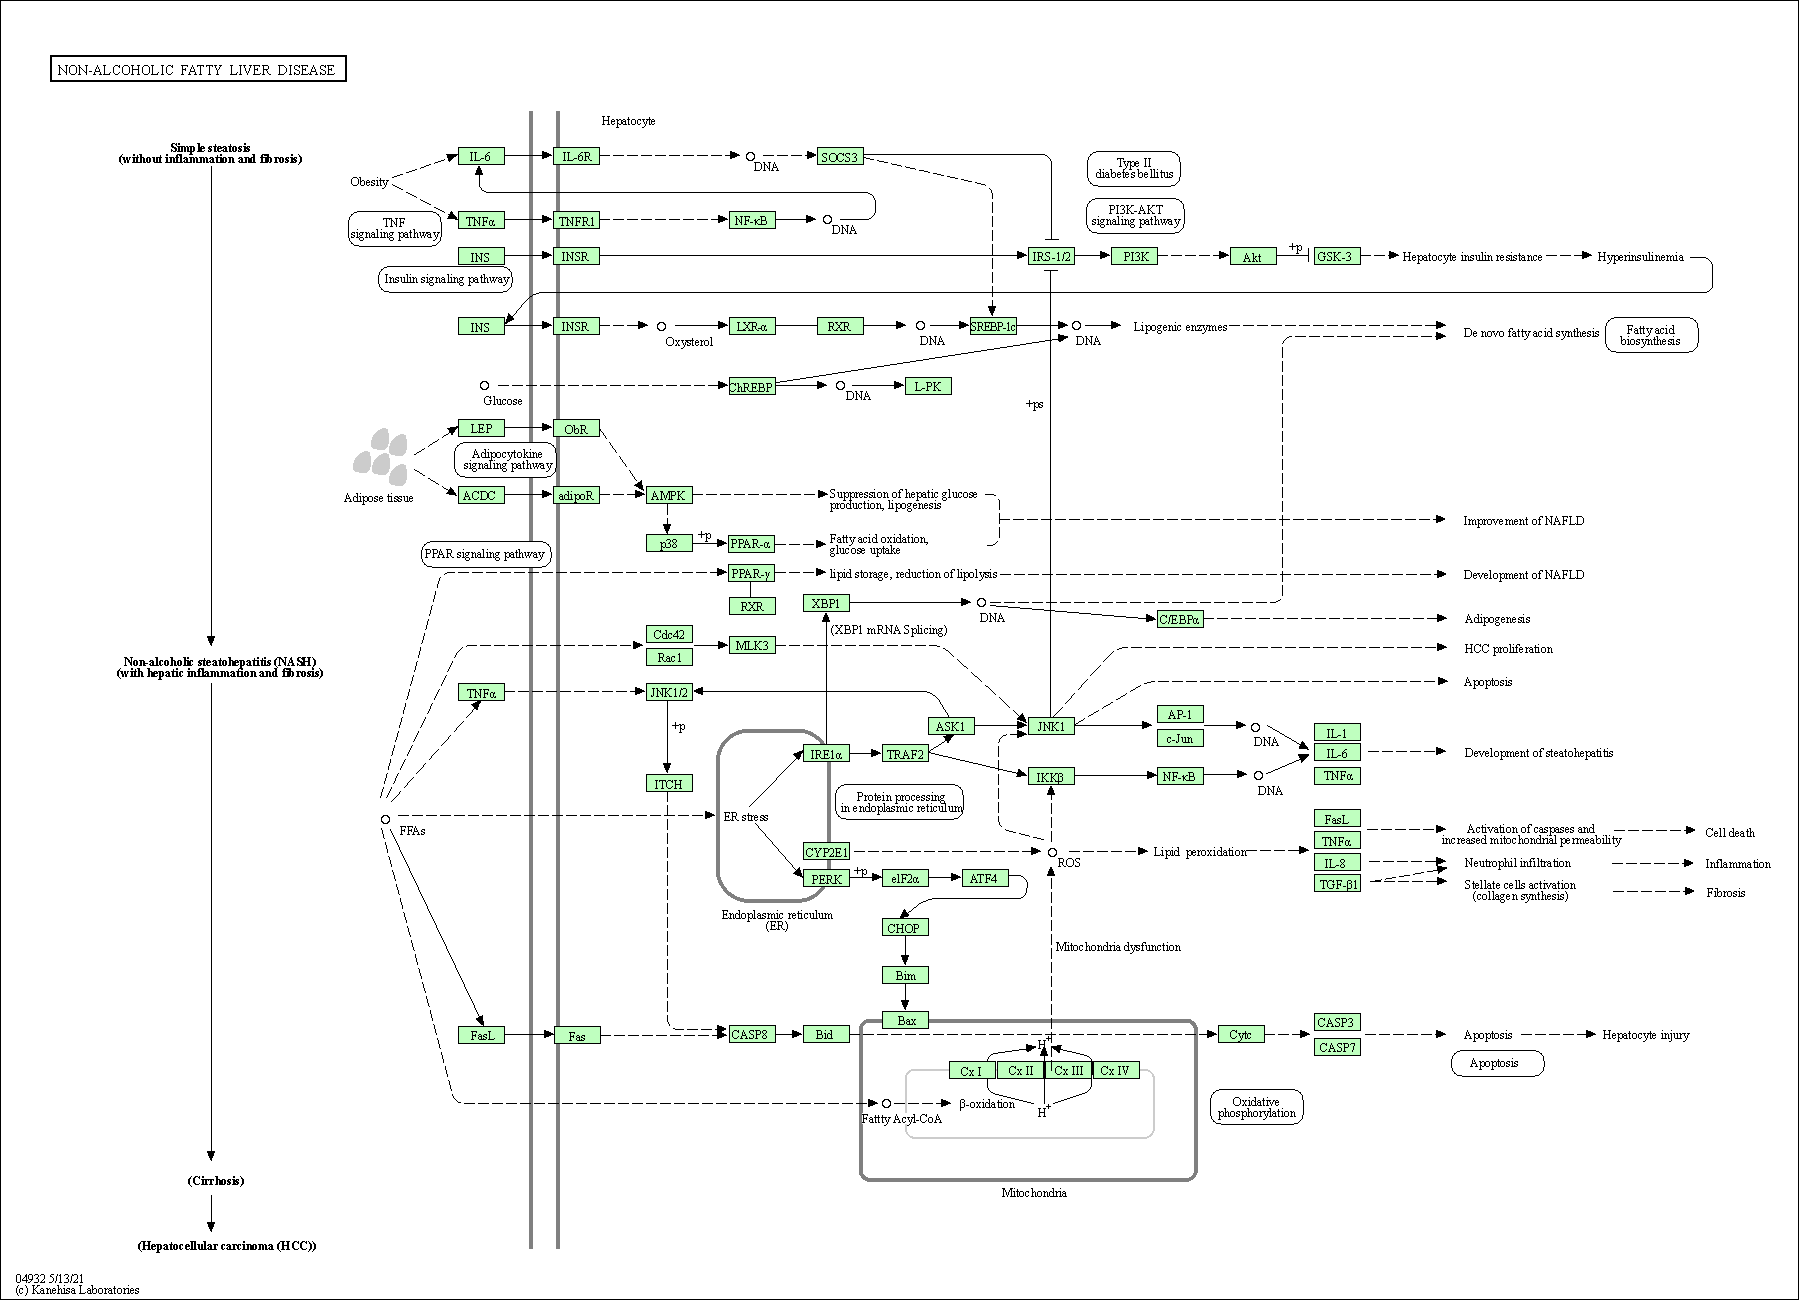 NON-ALCOHOLIC FATTY LIVER DISEASE
Hepatocyte
Simple steatosis
(without inflammation and fibrosis)
IL-6
IL-6R
DNA
SOCS3
Type II
diabetes bellitus
Obesity
TNF
signaling pathway
TNFα
TNFR1
NF-κB
DNA
PI3K-AKT
signaling pathway
INS
INSR
IRS-1/2
PI3K
Akt
+p
GSK-3
Hepatocyte insulin resistance
Hyperinsulinemia
Insulin signaling pathway
INS
INSR
Oxysterol
LXR-α
RXR
DNA
SREBP-1c
DNA
Lipogenic enzymes
De novo fatty acid synthesis
Fatty acid
biosynthesis
Glucose
ChREBP
DNA
L-PK
+ps
LEP
ObR
Adipocytokine
signaling pathway
Adipose tissue
ACDC
adipoR
AMPK
Suppression of hepatic glucose
production, lipogenesis
Improvement of NAFLD
p38
+p
PPAR-α
Fatty acid oxidation,
glucose uptake
PPAR signaling pathway
PPAR-γ
lipid storage, reduction of lipolysis
Development of NAFLD
RXR
XBP1
DNA
C/EBPα
Adipogenesis
(XBP1 mRNA Splicing)
Cdc42
Rac1
MLK3
HCC proliferation
Non-alcoholic steatohepatitis (NASH)
(with hepatic inflammation and fibrosis)
TNFα
JNK1/2
Apoptosis
+p
ASK1
JNK1
AP-1
c-Jun
DNA
IL-1
IL-6
TNFα
Development of steatohepatitis
IRE1α
TRAF2
IKKβ
NF-κB
DNA
ITCH
Protein processing
in endoplasmic reticulum
FFAs
ER stress
FasL
TNFα
IL-8
TGF-β1
Activation of caspases and
increased mitochondrial permeability
Cell death
CYP2E1
ROS
Lipid peroxidation
Neutrophil infiltration
Inflammation
PERK
+p
eIF2α
ATF4
Stellate cells activation
(collagen synthesis)
Fibrosis
Endoplasmic reticulum
(ER)
CHOP
Mitochondria dysfunction
Bim
Bax
FasL
Fas
CASP8
Bid
Cytc
CASP3
CASP7
Apoptosis
Hepatocyte injury
Apoptosis
H+
Cx I
Cx II
Cx III
Cx IV
β-oxidation
H+
Fattty Acyl-CoA
Oxidative
phosphorylation
Mitochondria
(Cirrhosis)
(Hepatocellular carcinoma (HCC))
04932 5/13/21
(c) Kanehisa Laboratories